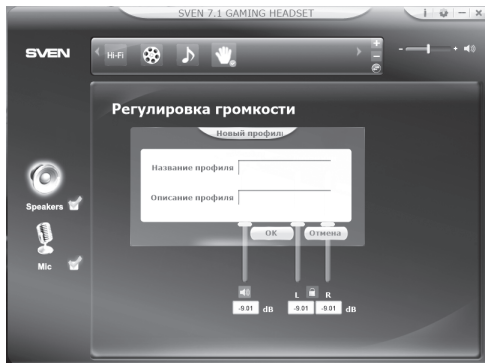 SVEN 7.1 GAMING HEADSET
SVEN
Hi-Fi
Регулировка громкости
Новый профиль
Название профиля
Описание профиля
OK
Отмена
Speakers
Mic
L R
-9.01 dB -9.01 -9.01 dB